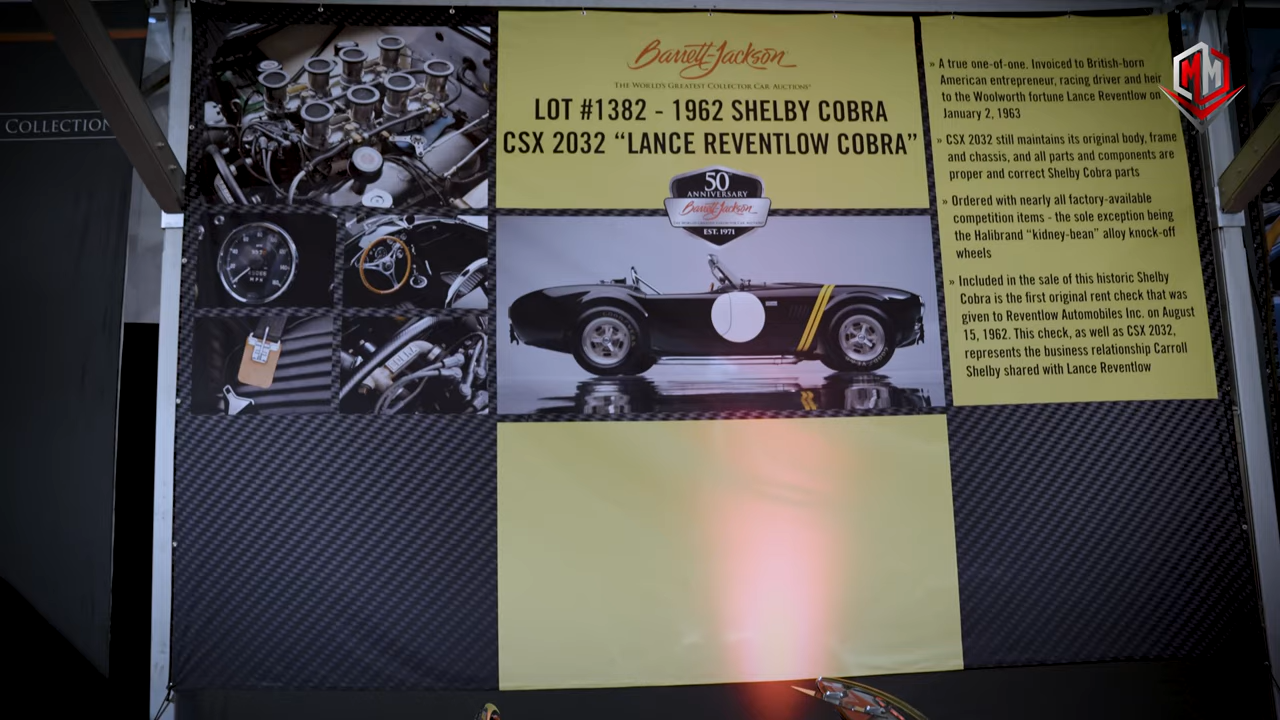 COLLECTION
Barrett-Jackson
THE WORLD'S GREATEST COLLECTOR CAR AUCTIONS
LOT #1382 - 1962 SHELBY COBRA
CSX 2032 “LANCE REVENTLOW COBRA”
50
ANNIVERSARY
Barrett-Jackson
EST. 1971
» A true one-of-one. Invoiced to British-born
American entrepreneur, racing driver and heir
to the Woolworth fortune Lance Reventlow on
January 2, 1963
» CSX 2032 still maintains its original body, frame
and chassis, and all parts and components are
proper and correct Shelby Cobra parts
» Ordered with nearly all factory-available
competition items - the sole exception being
the Halibrand “kidney-bean” alloy knock-off
wheels
» Included in the sale of this historic Shelby
Cobra is the first original rent check that was
given to Reventlow Automobiles Inc. on August
15, 1962. This check, as well as CSX 2032,
represents the business relationship Carroll
Shelby shared with Lance Reventlow
MM